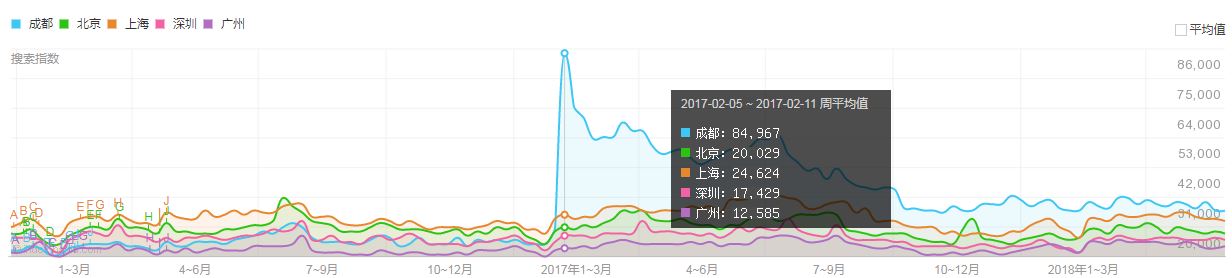 成都 北京 上海 深圳 广州
平均值
搜索指数
86,000
75,000
64,000
53,000
42,000
31,000
20,000
2017-02-05 ~ 2017-02-11 周平均值
成都: 84,967
北京: 20,029
上海: 24,624
深圳: 17,429
广州: 12,585
A B C D E F G H J
1~3月 4~6月 7~9月 10~12月 2017年1~3月 4~6月 7~9月 10~12月 2018年1~3月